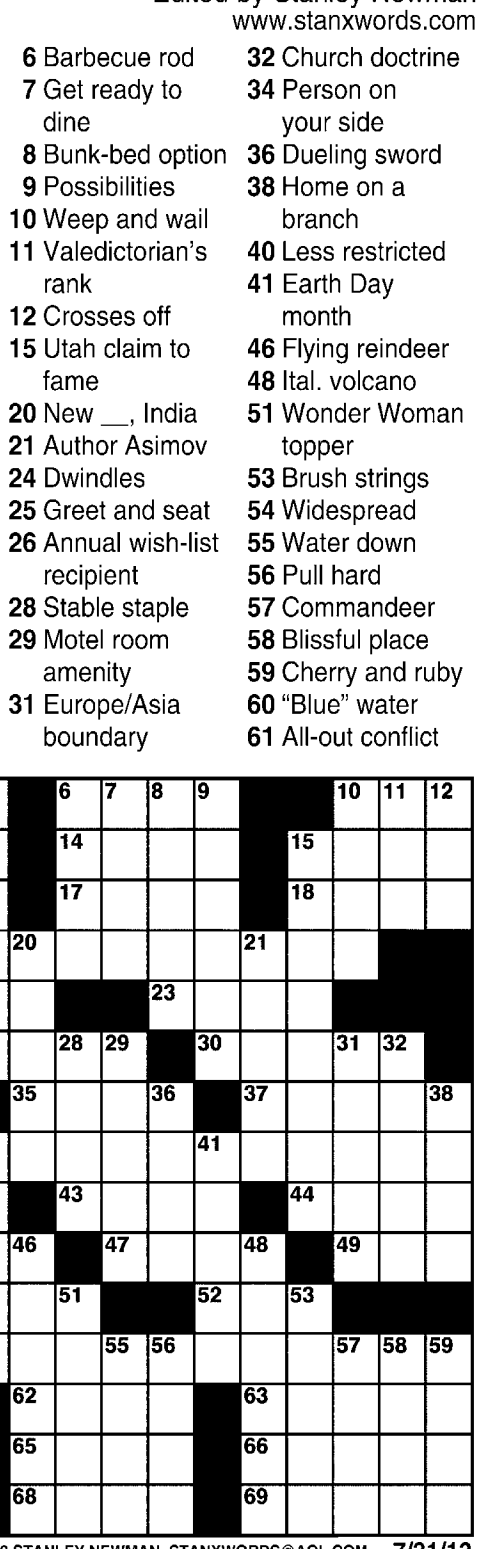 www.stanxwords.com
6 Barbecue rod
7 Get ready to
dine
8 Bunk-bed option
9 Possibilities
10 Weep and wail
11 Valedictorian's
rank
12 Crosses off
15 Utah claim to
fame
20 New __, India
21 Author Asimov
24 Dwindles
25 Greet and seat
26 Annual wish-list
recipient
28 Stable staple
29 Motel room
amenity
31 Europe/Asia
boundary
32 Church doctrine
34 Person on
your side
36 Dueling sword
38 Home on a
branch
40 Less restricted
41 Earth Day
month
46 Flying reindeer
48 Ital. volcano
51 Wonder Woman
topper
53 Brush strings
54 Widespread
55 Water down
56 Pull hard
57 Commandeer
58 Blissful place
59 Cherry and ruby
60 "Blue" water
61 All-out conflict
6 7 8 9 10 11 12
14 15
17 18
20 21
23
28 29 30 31 32
35 36 37 38
41
43 44
46 47 48 49
51 52 53
55 56 57 58 59
62 63
65 66
68 69
STANLEY NEWMAN STANXWORDS@AOL.COM 7/31/12